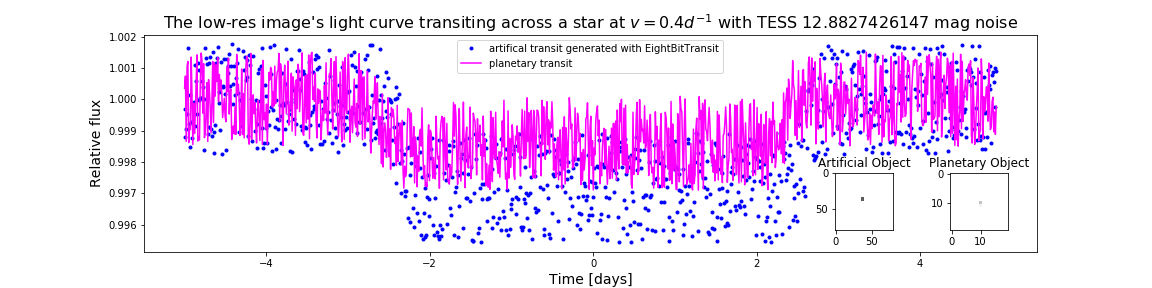 The low-res image's light curve transiting across a star at v = 0.4d⁻¹ with TESS 12.8827426147 mag noise
artifical transit generated with EightBitTransit
planetary transit
Relative flux
1.002
1.001
1.000
0.999
0.998
0.997
0.996
Artificial Object
0
50
0 50
Planetary Object
0
10
0 10
−4 −2 0 2 4
Time [days]